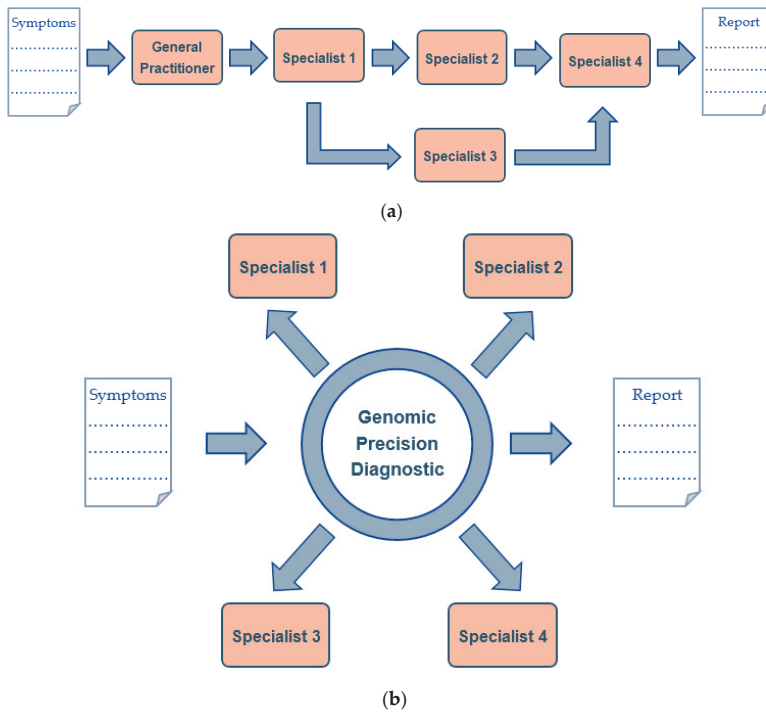 Symptoms
General
Practitioner
Specialist 1
Specialist 2
Specialist 4
Report
Specialist 3
(a)
Specialist 1
Specialist 2
Symptoms
Genomic
Precision
Diagnostic
Report
Specialist 3
Specialist 4
(b)